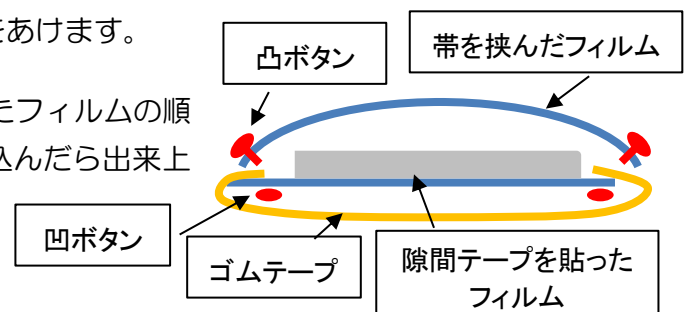 をあけます。
たフィルムの順
込んだら出来上
凸ボタン
帯を挟んだフィルム
凹ボタン
ゴムテープ
隙間テープを貼った
フィルム